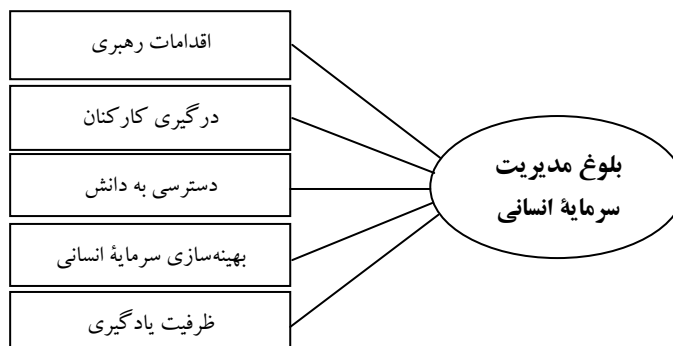 اقدامات رهبری
درگیری کارکنان
دسترسی به دانش
بهینه‌سازی سرمایهٔ انسانی
ظرفیت یادگیری
بلوغ مدیریت
سرمایهٔ انسانی